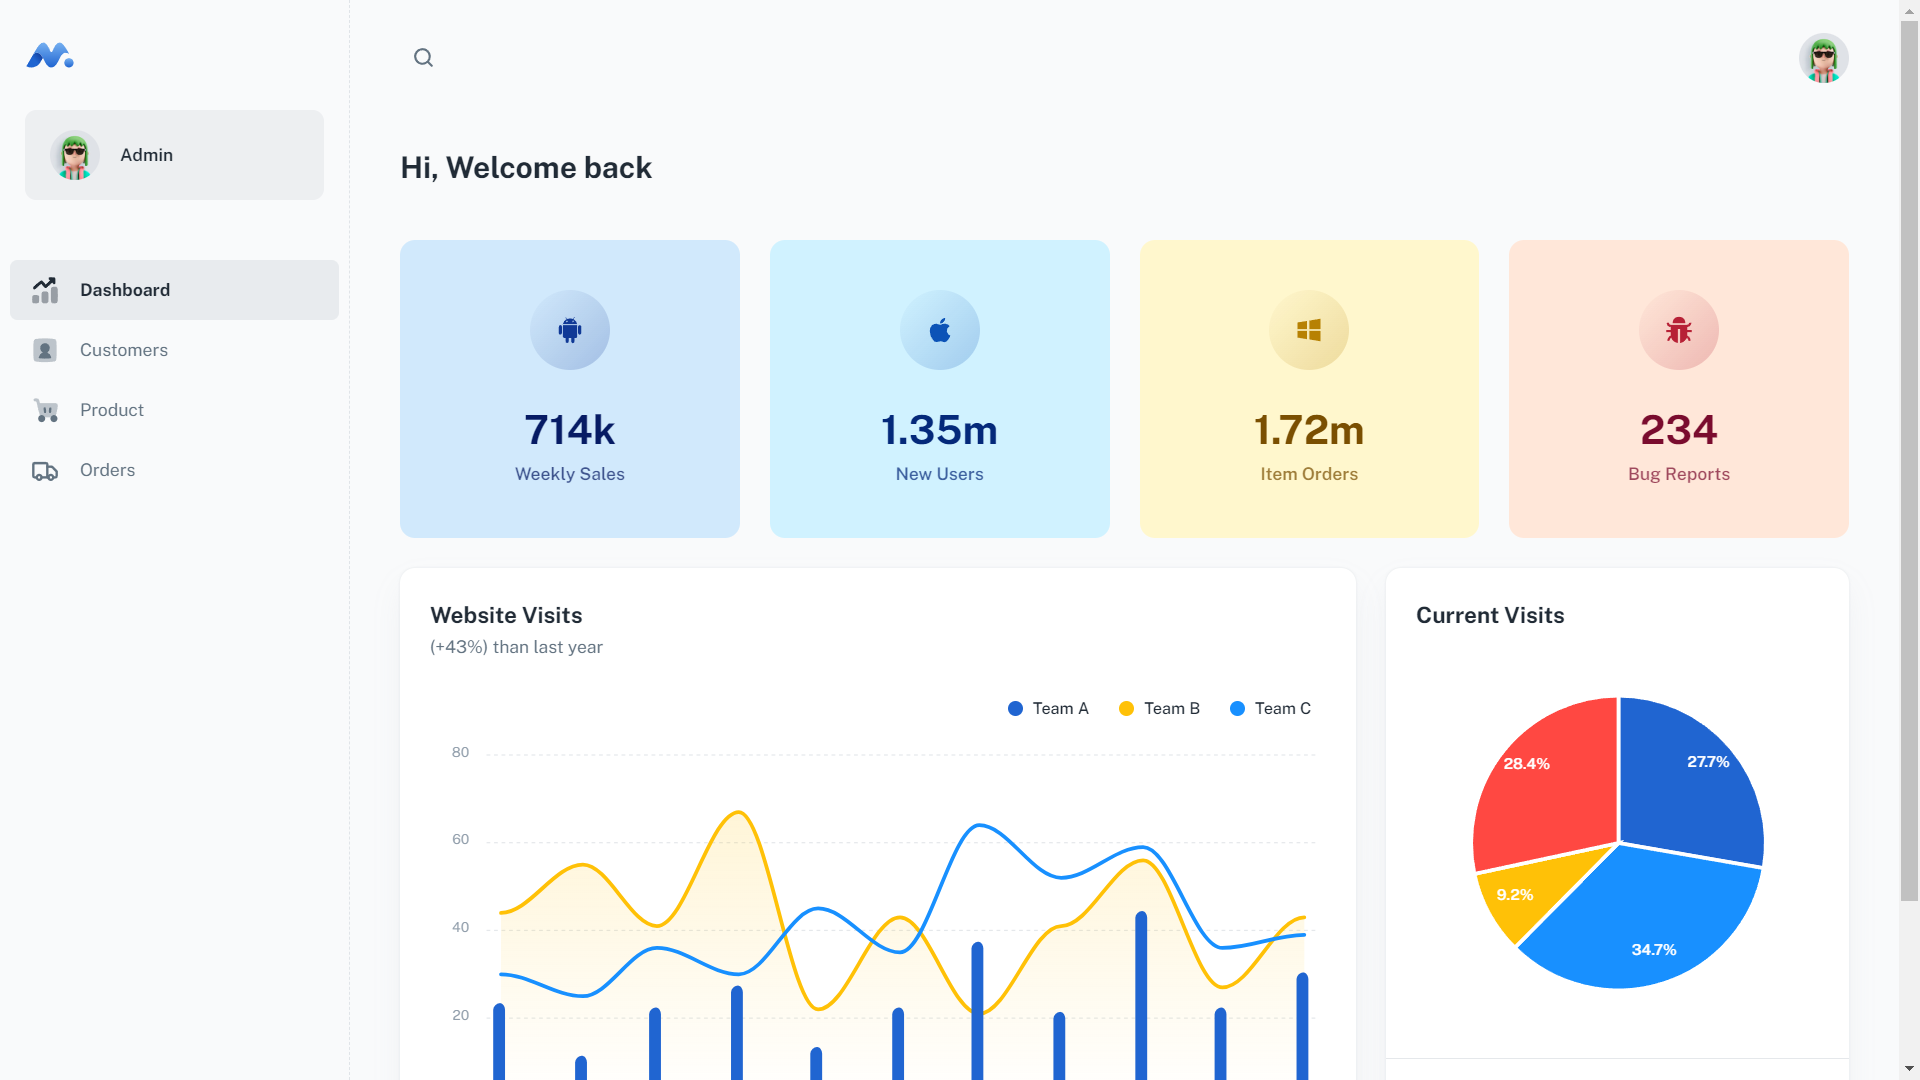 Admin
Dashboard
Customers
Product
Orders
Hi, Welcome back
714k
Weekly Sales
1.35m
New Users
1.72m
Item Orders
234
Bug Reports
Website Visits
(+43%) than last year
Team A
Team B
Team C
80
60
40
20
Current Visits
28.4%
27.7%
9.2%
34.7%